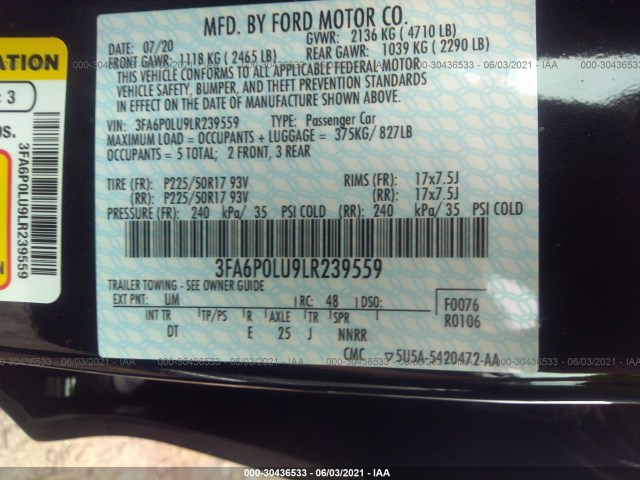 MFD. BY FORD MOTOR CO.
DATE: 07/20 GVWR: 2136 KG ( 4710 LB)
FRONT GAWR: 1118 KG ( 2465 LB) REAR GAWR: 1039 KG ( 2290 LB)
THIS VEHICLE CONFORMS TO ALL APPLICABLE FEDERAL MOTOR
VEHICLE SAFETY, BUMPER, AND THEFT PREVENTION STANDARDS
IN EFFECT ON THE DATE OF MANUFACTURE SHOWN ABOVE.
VIN: 3FA6P0LU9LR239559 TYPE: Passenger Car
MAXIMUM LOAD = OCCUPANTS + LUGGAGE = 375KG/ 827LB
OCCUPANTS = 5 TOTAL; 2 FRONT, 3 REAR
TIRE (FR): P225/50R17 93V RIMS (FR): 17x7.5J
(RR): P225/50R17 93V (RR): 17x7.5J
PRESSURE (FR): 240 kPa/ 35 PSI COLD (RR): 240 kPa/ 35 PSI COLD
3FA6P0LU9LR239559
TRAILER TOWING - SEE OWNER GUIDE
EXT PNT: UM RC: 48 DSO:
INT TR TP/PS R AXLE TR SPR
DT E 25 J NNRR
F0076
R0106
CMC ▽5U5A-5420472-AA
ATION
: 3
os.
3FA6P0LU9LR239559
000-30436533 - 06/03/2021 - IAA
000-30436533 - 06/03/2021 - IAA
000-30436533 - 06/03/2021 - IAA
000-30436533 - 06/03/2021 - IAA
000-30436533 - 06/03/2021 - IAA